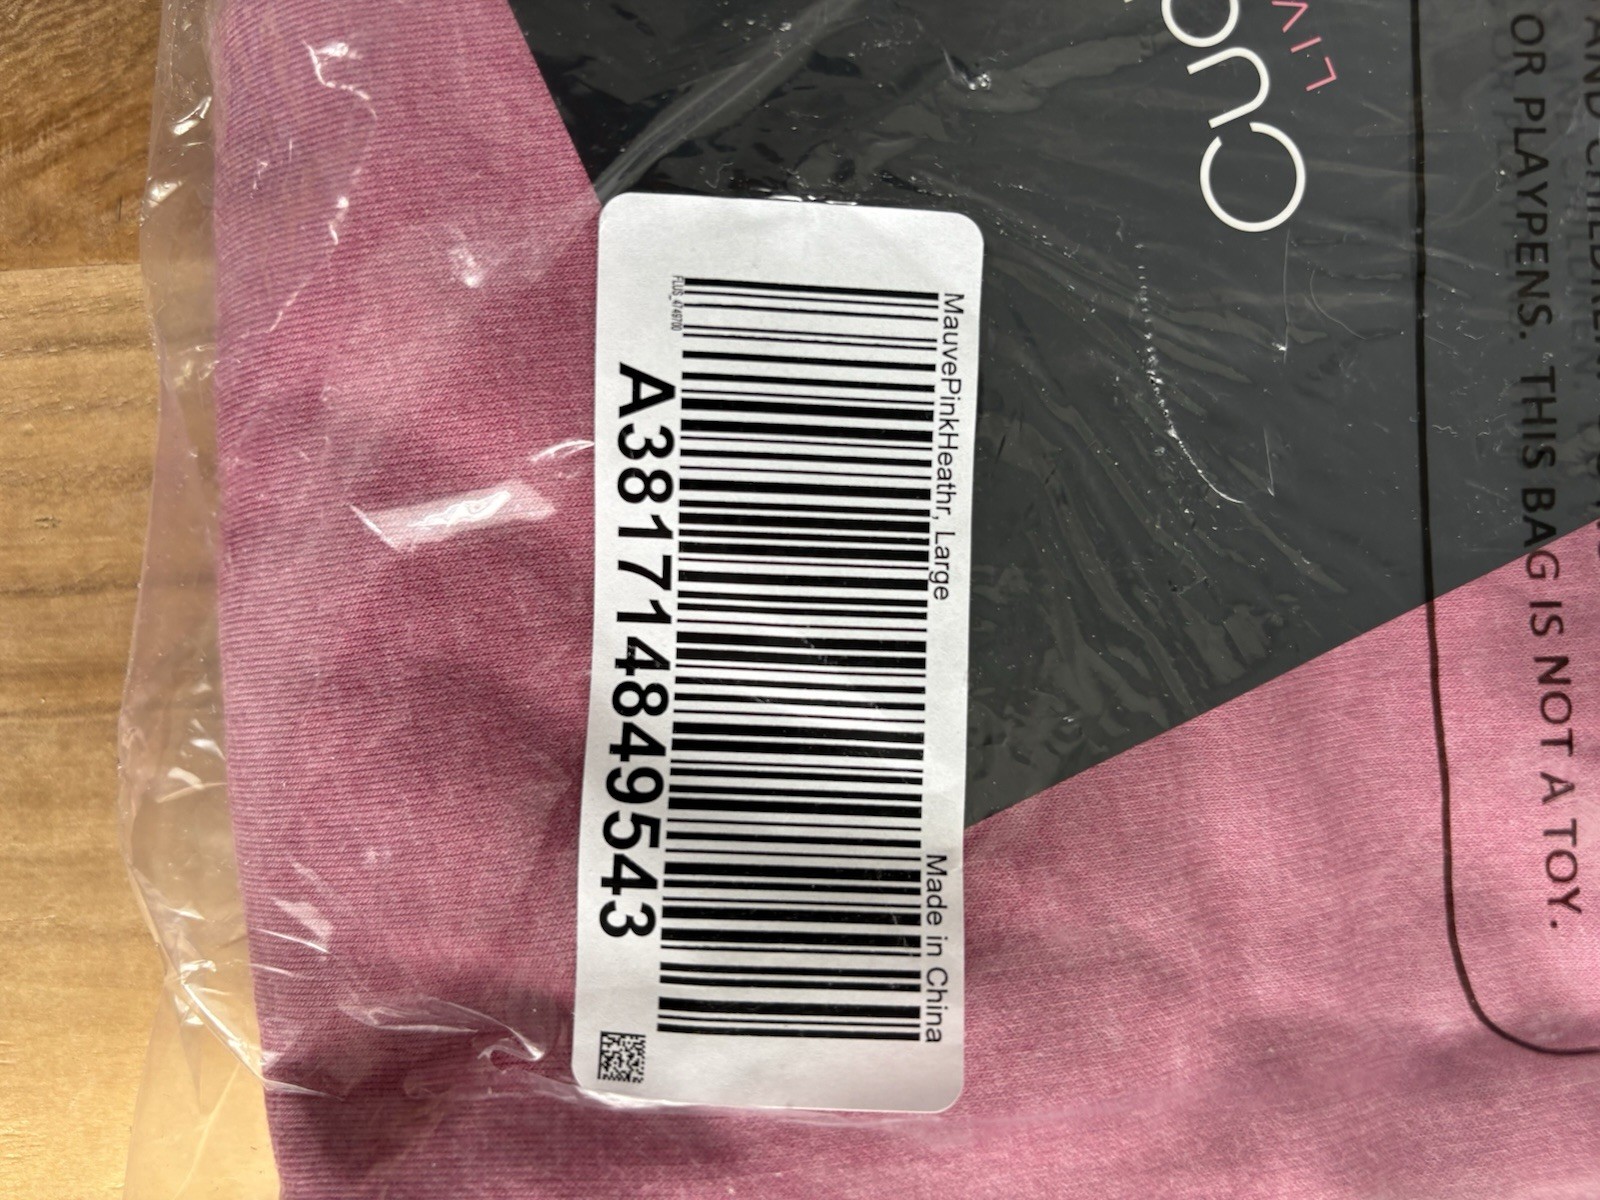 MauvePinkHeathr, Large
Made in China
A381714849543
OR PLAYPENS. THIS BAG IS NOT A TOY.